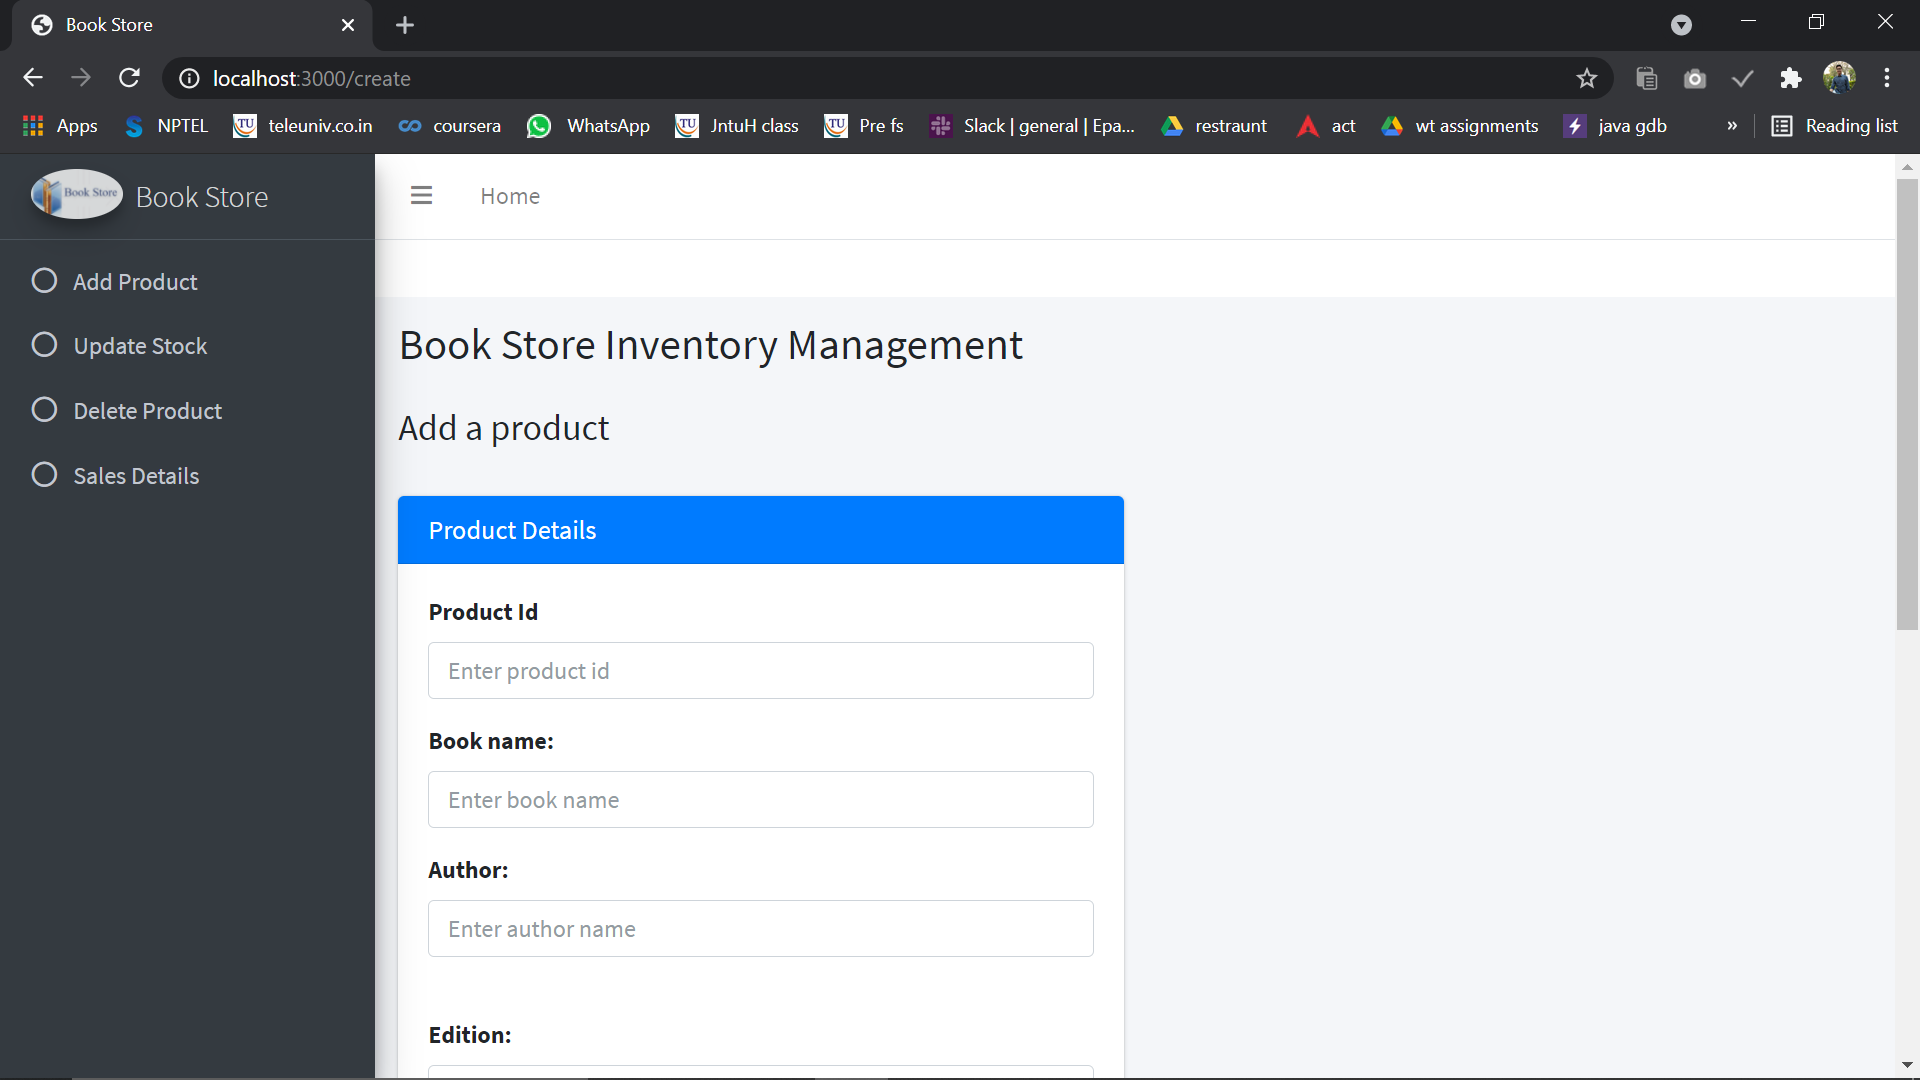 Book Store
localhost:3000/create
Apps NPTEL teleuniv.co.in coursera WhatsApp JntuH class Pre fs Slack | general | Epa... restraunt act wt assignments java gdb » Reading list
Book Store Book Store
Home
Add Product
Update Stock
Delete Product
Sales Details
Book Store Inventory Management
Add a product
Product Details
Product Id
Enter product id
Book name:
Enter book name
Author:
Enter author name
Edition: